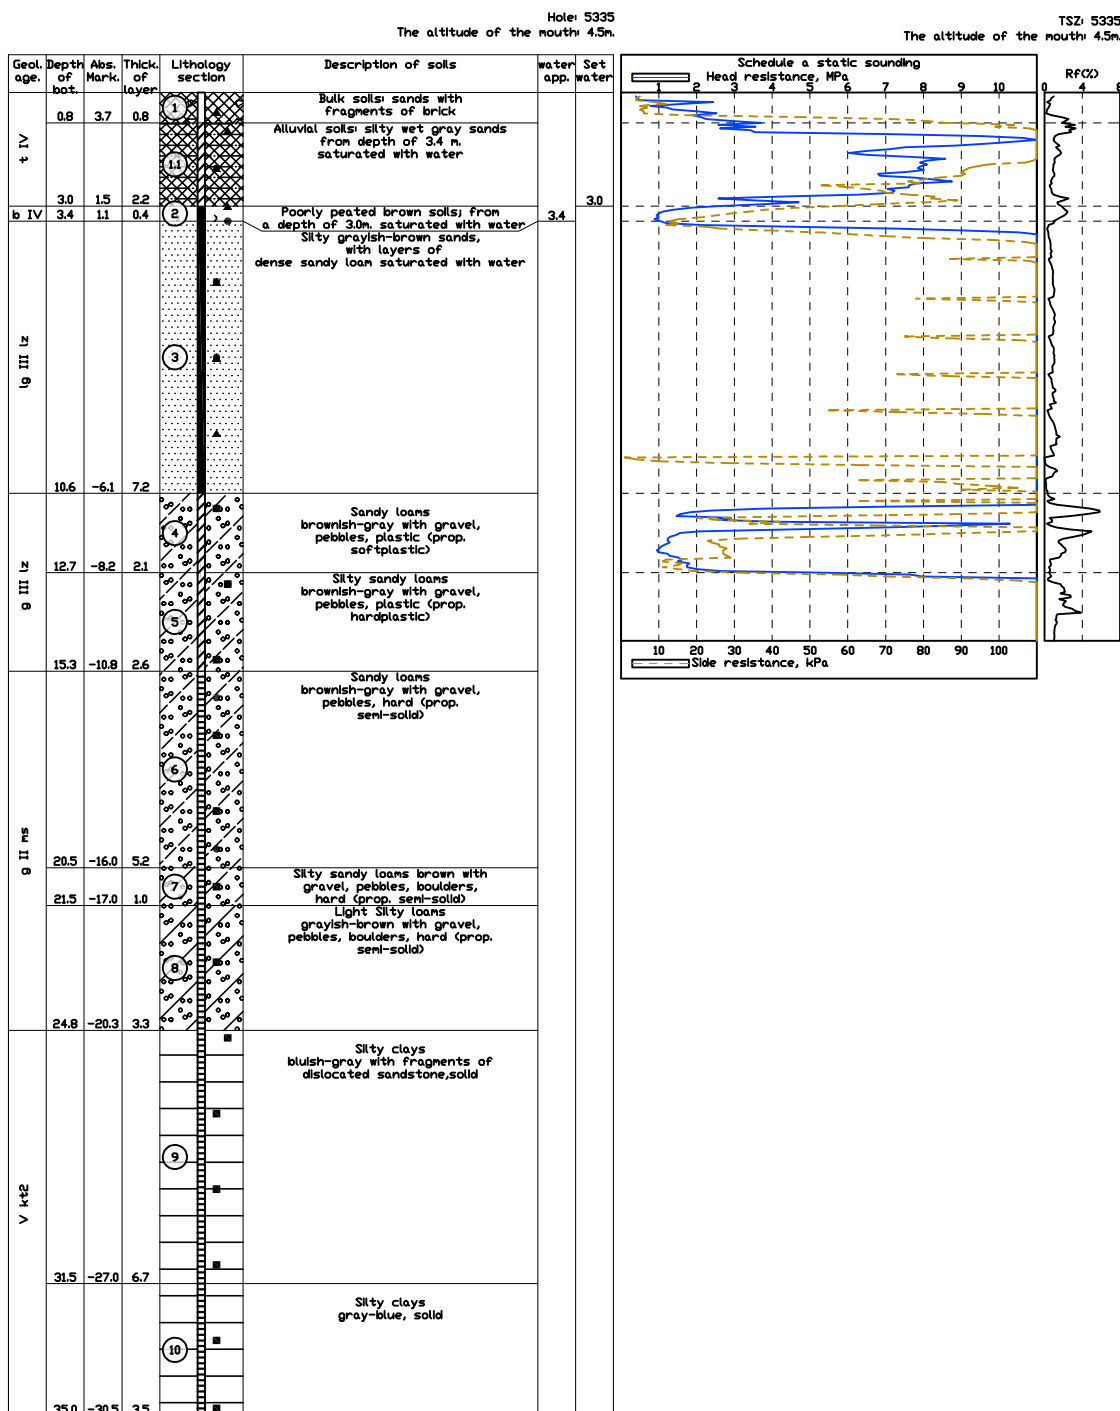 Hole: 5335
The altitude of the mouth: 4.5m.
Geol. age.
Depth of bot.
Abs. Mark.
Thick. of layer
Lithology section
Description of soils
water app.
Set water
t IV
0.8 3.7 0.8
1
Bulk soils: sands with
fragments of brick
3.0 1.5 2.2
1.1
Alluvial soils: silty wet gray sands
from depth of 3.4 m.
saturated with water
3.0
b IV
3.4 1.1 0.4
2
Poorly peated brown soils; from
a depth of 3.0m. saturated with water
3.4
lg III lz
10.6 -6.1 7.2
3
Silty grayish-brown sands,
with layers of
dense sandy loam saturated with water
g III lz
12.7 -8.2 2.1
4
Sandy loams
brownish-gray with gravel,
pebbles, plastic (prop.
softplastic)
15.3 -10.8 2.6
5
Silty sandy loams
brownish-gray with gravel,
pebbles, plastic (prop.
hardplastic)
g II ms
20.5 -16.0 5.2
6
Sandy loams
brownish-gray with gravel,
pebbles, hard (prop.
semi-solid)
21.5 -17.0 1.0
7
Silty sandy loams brown with
gravel, pebbles, boulders,
hard (prop. semi-solid)
24.8 -20.3 3.3
8
Light Silty loams
grayish-brown with gravel,
pebbles, boulders, hard (prop.
semi-solid)
V kt2
31.5 -27.0 6.7
9
Silty clays
bluish-gray with fragments of
dislocated sandstone,solid
35.0 -30.5 3.5
10
Silty clays
gray-blue, solid
TSZ: 5335
The altitude of the mouth: 4.5m.
Schedule a static sounding
Head resistance, MPa
1 2 3 4 5 6 7 8 9 10
Rf(%)
0 4 8
10 20 30 40 50 60 70 80 90 100
Side resistance, kPa